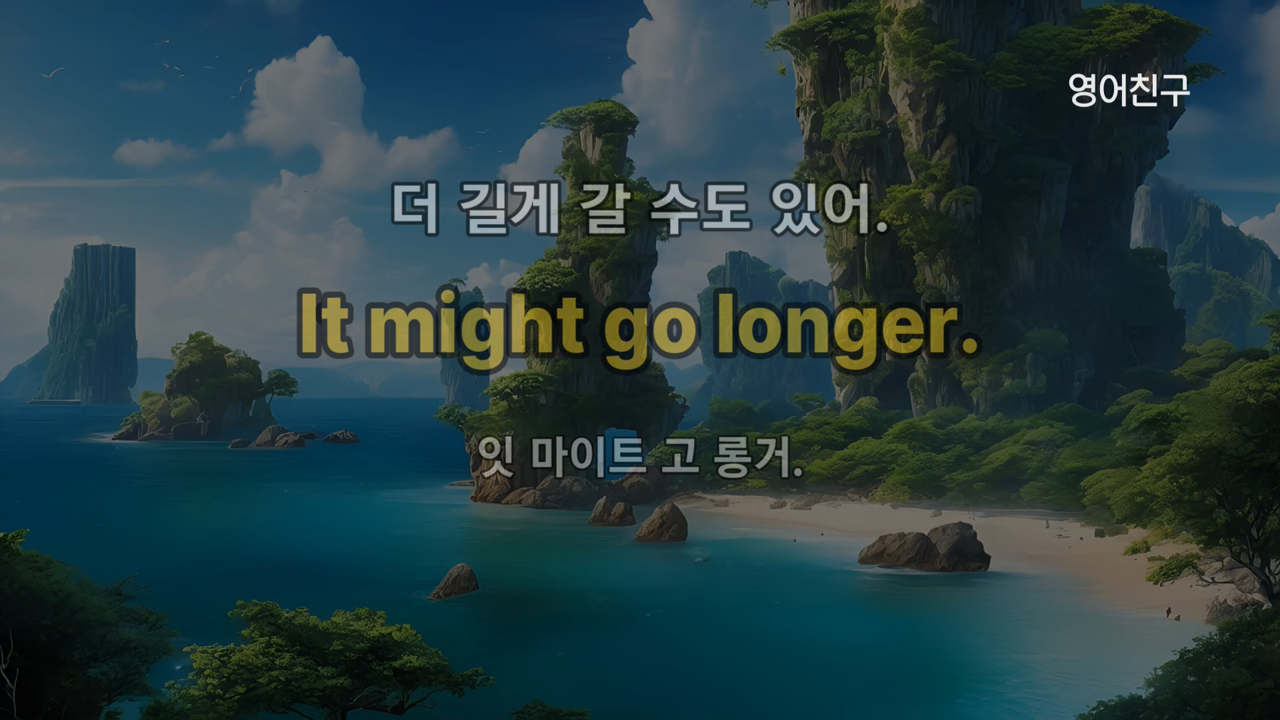 영어친구
더 길게 갈 수도 있어.
It might go longer.
잇 마이트 고 롱거.